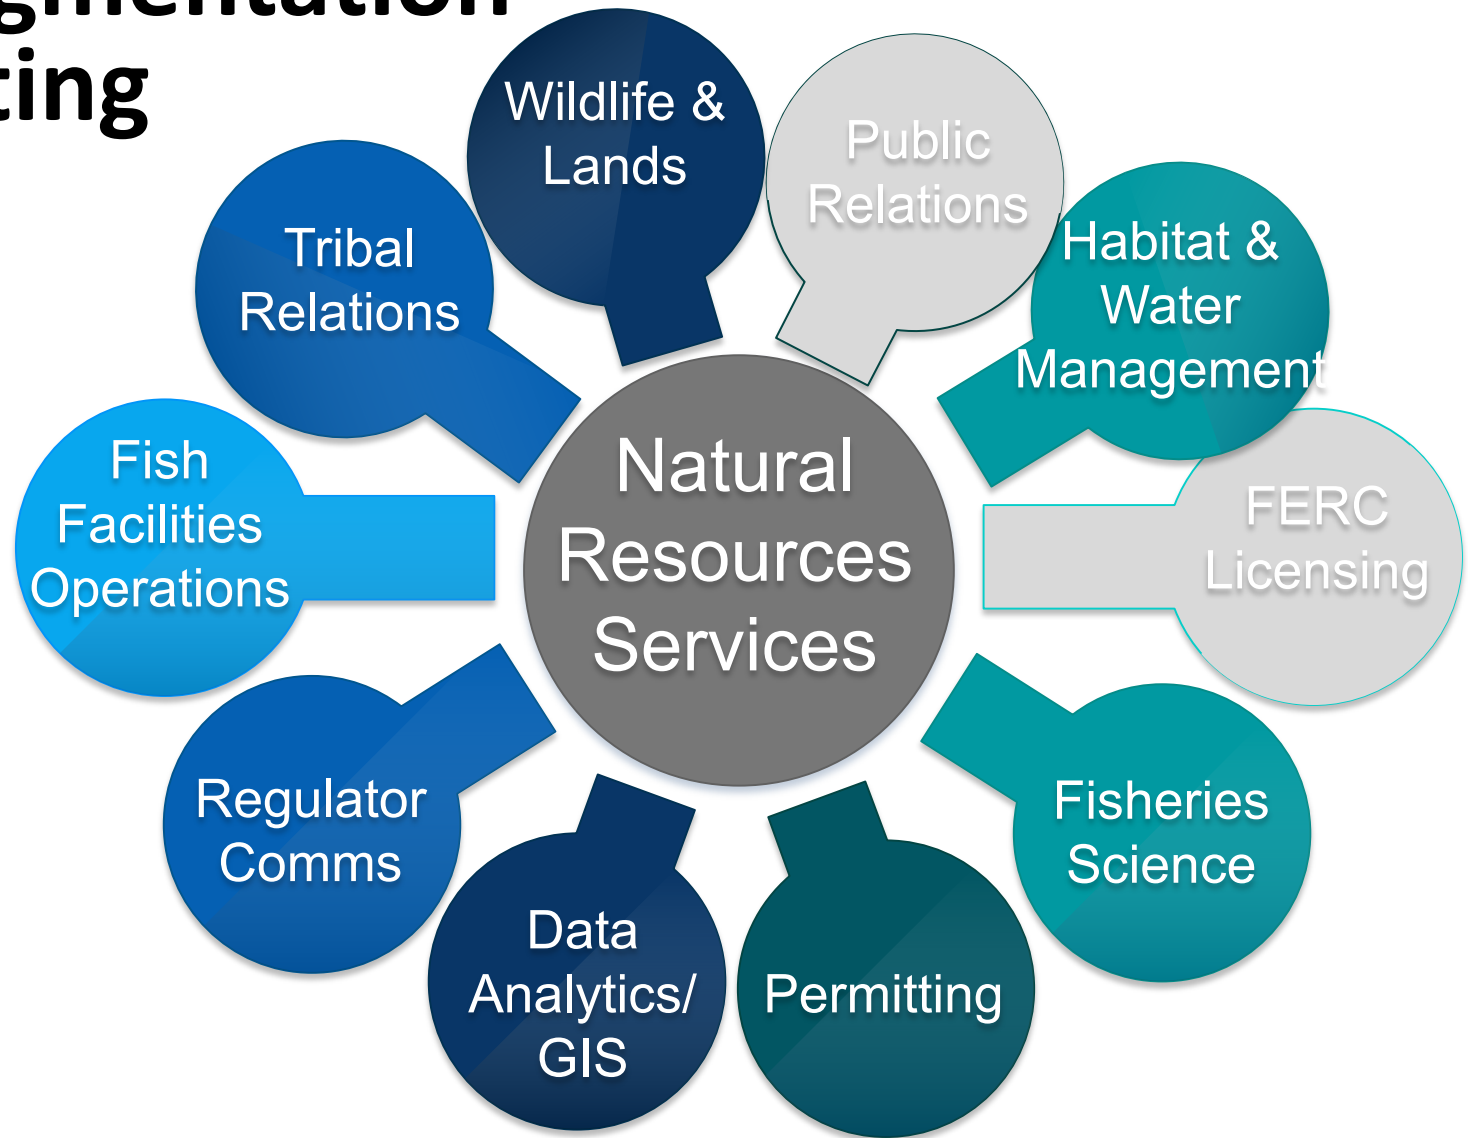 Wildlife &
Lands
Public
Relations
Habitat &
Water
Management
FERC
Licensing
Fisheries
Science
Permitting
Data
Analytics/
GIS
Regulator
Comms
Fish
Facilities
Operations
Tribal
Relations
Natural
Resources
Services